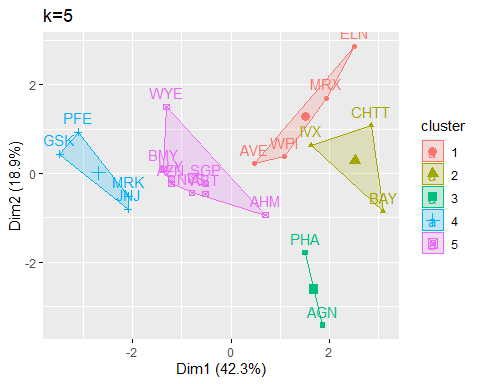 k=5
ELN
MRX
WYE
CHTT
PFE
IVX
WPI
GSK
AVE
BMY
SGP
MRK
BAY
JNJ
AHM
PHA
AGN
2
0
-2
-2
0
2
Dim2 (18.9%)
Dim1 (42.3%)
cluster
1
2
3
4
5